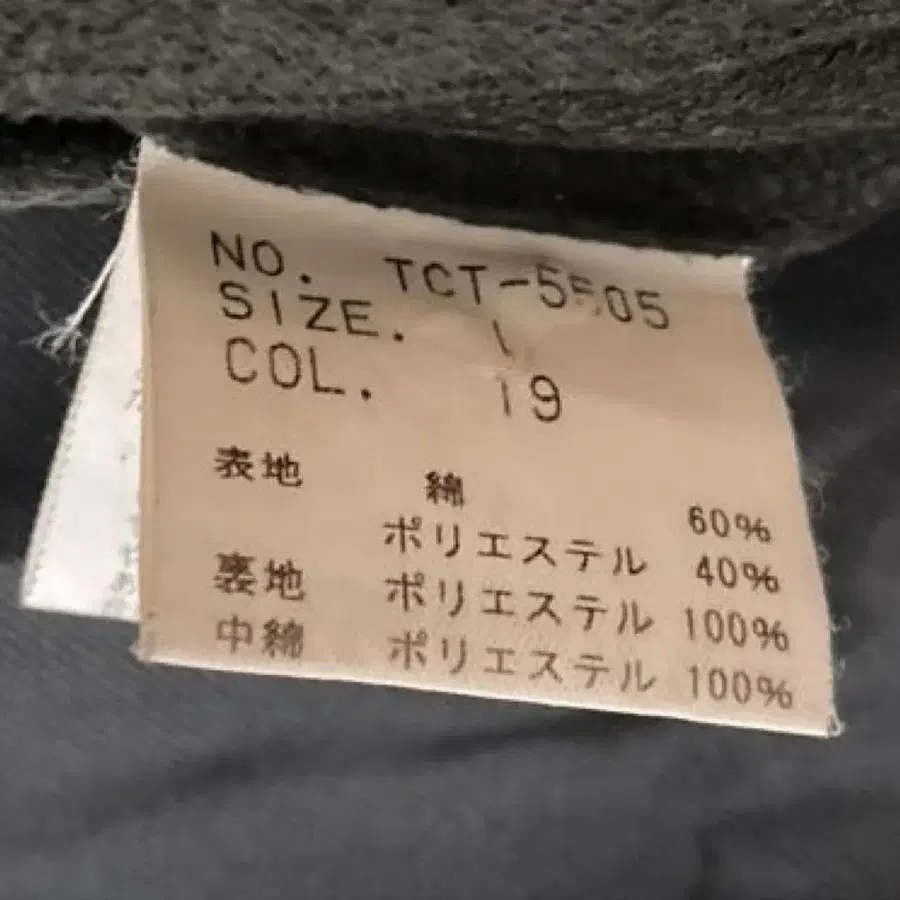 NO. TCT-5505
SIZE.
COL. 19
表地 綿 60%
ポリエステル 40%
裏地 ポリエステル 100%
中綿 ポリエステル 100%